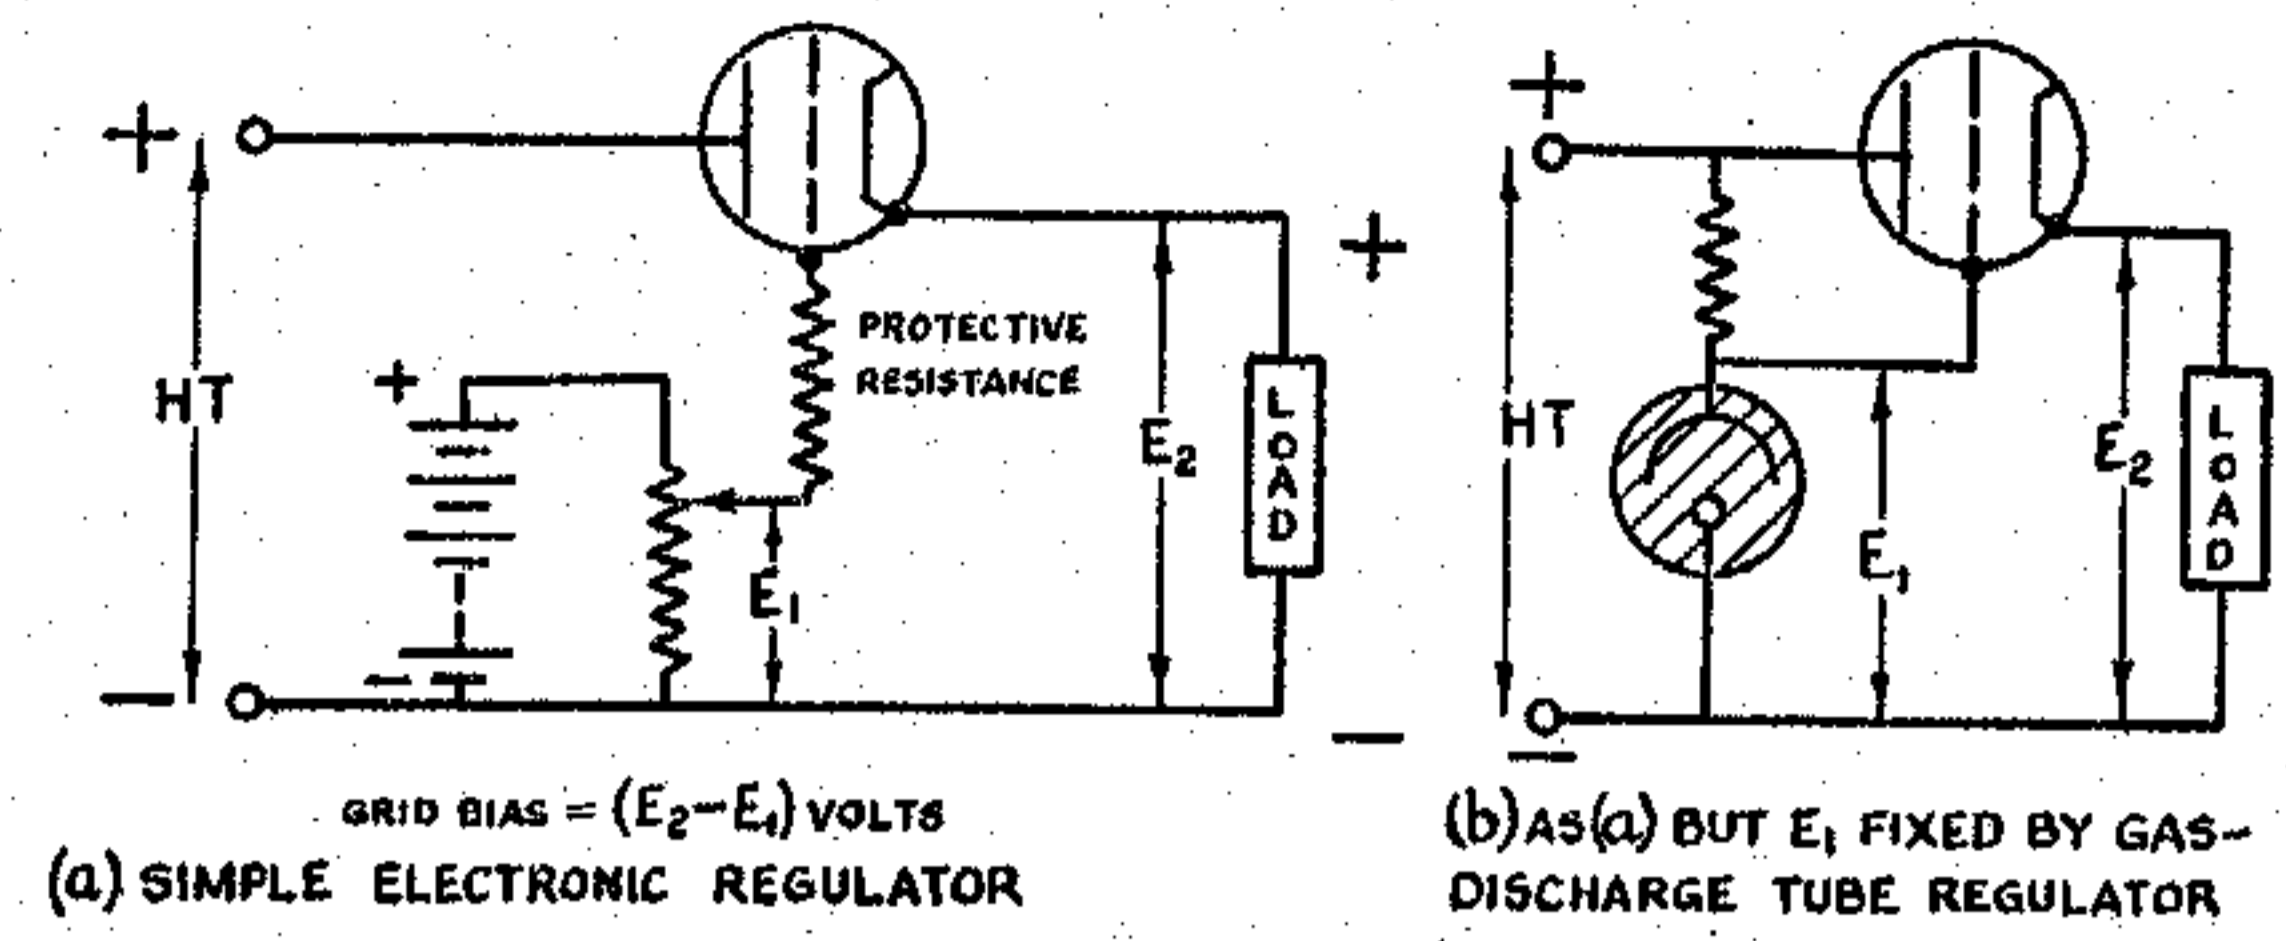 +
HT
−
+
−
PROTECTIVE
RESISTANCE
E₁
E₂
LOAD
+
−
GRID BIAS = (E₂−E₁) VOLTS
(a) SIMPLE ELECTRONIC REGULATOR
+
HT
−
E₁
E₂
LOAD
(b) AS (a) BUT E₁ FIXED BY GAS-
DISCHARGE TUBE REGULATOR